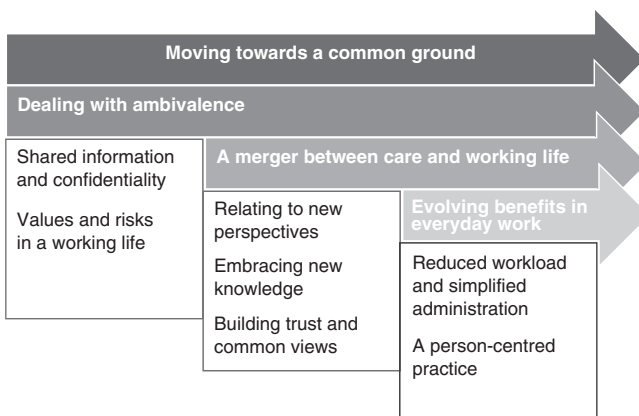 Moving towards a common ground
Dealing with ambivalence
Shared information
and confidentiality
Values and risks
in a working life
A merger between care and working life
Relating to new
perspectives
Embracing new
knowledge
Building trust and
common views
Evolving benefits in
everyday work
Reduced workload
and simplified
administration
A person-centred
practice